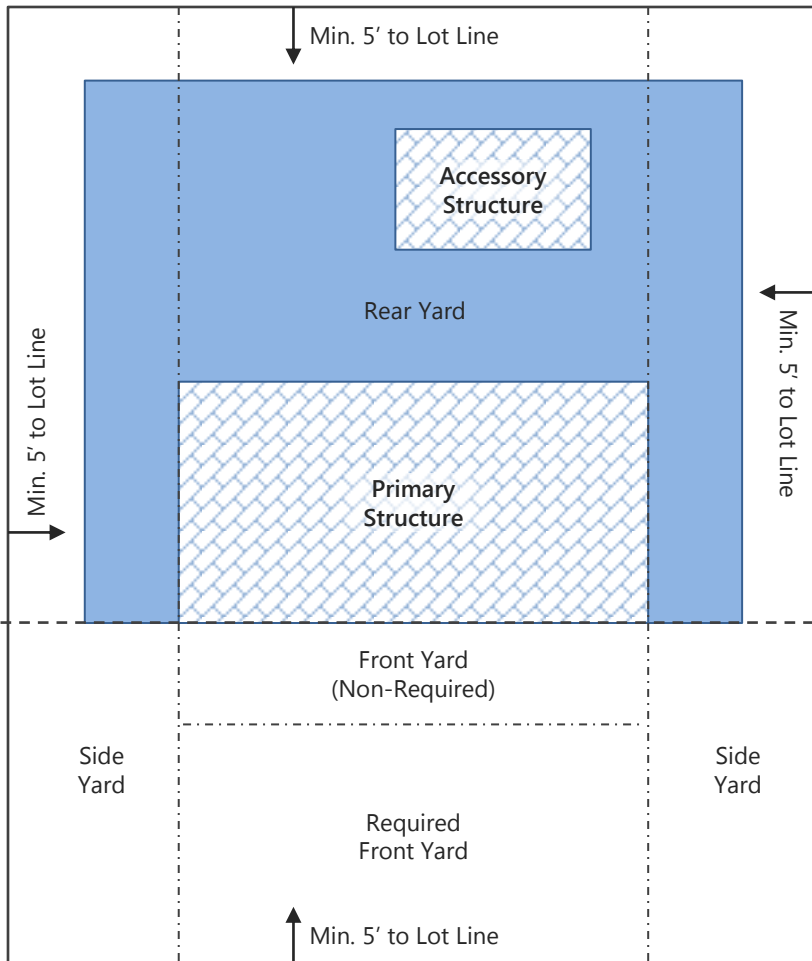 Min. 5’ to Lot Line
Accessory
Structure
Rear Yard
Min. 5’ to Lot Line
Min. 5’ to Lot Line
Primary
Structure
Front Yard
(Non-Required)
Side
Yard
Side
Yard
Required
Front Yard
Min. 5’ to Lot Line